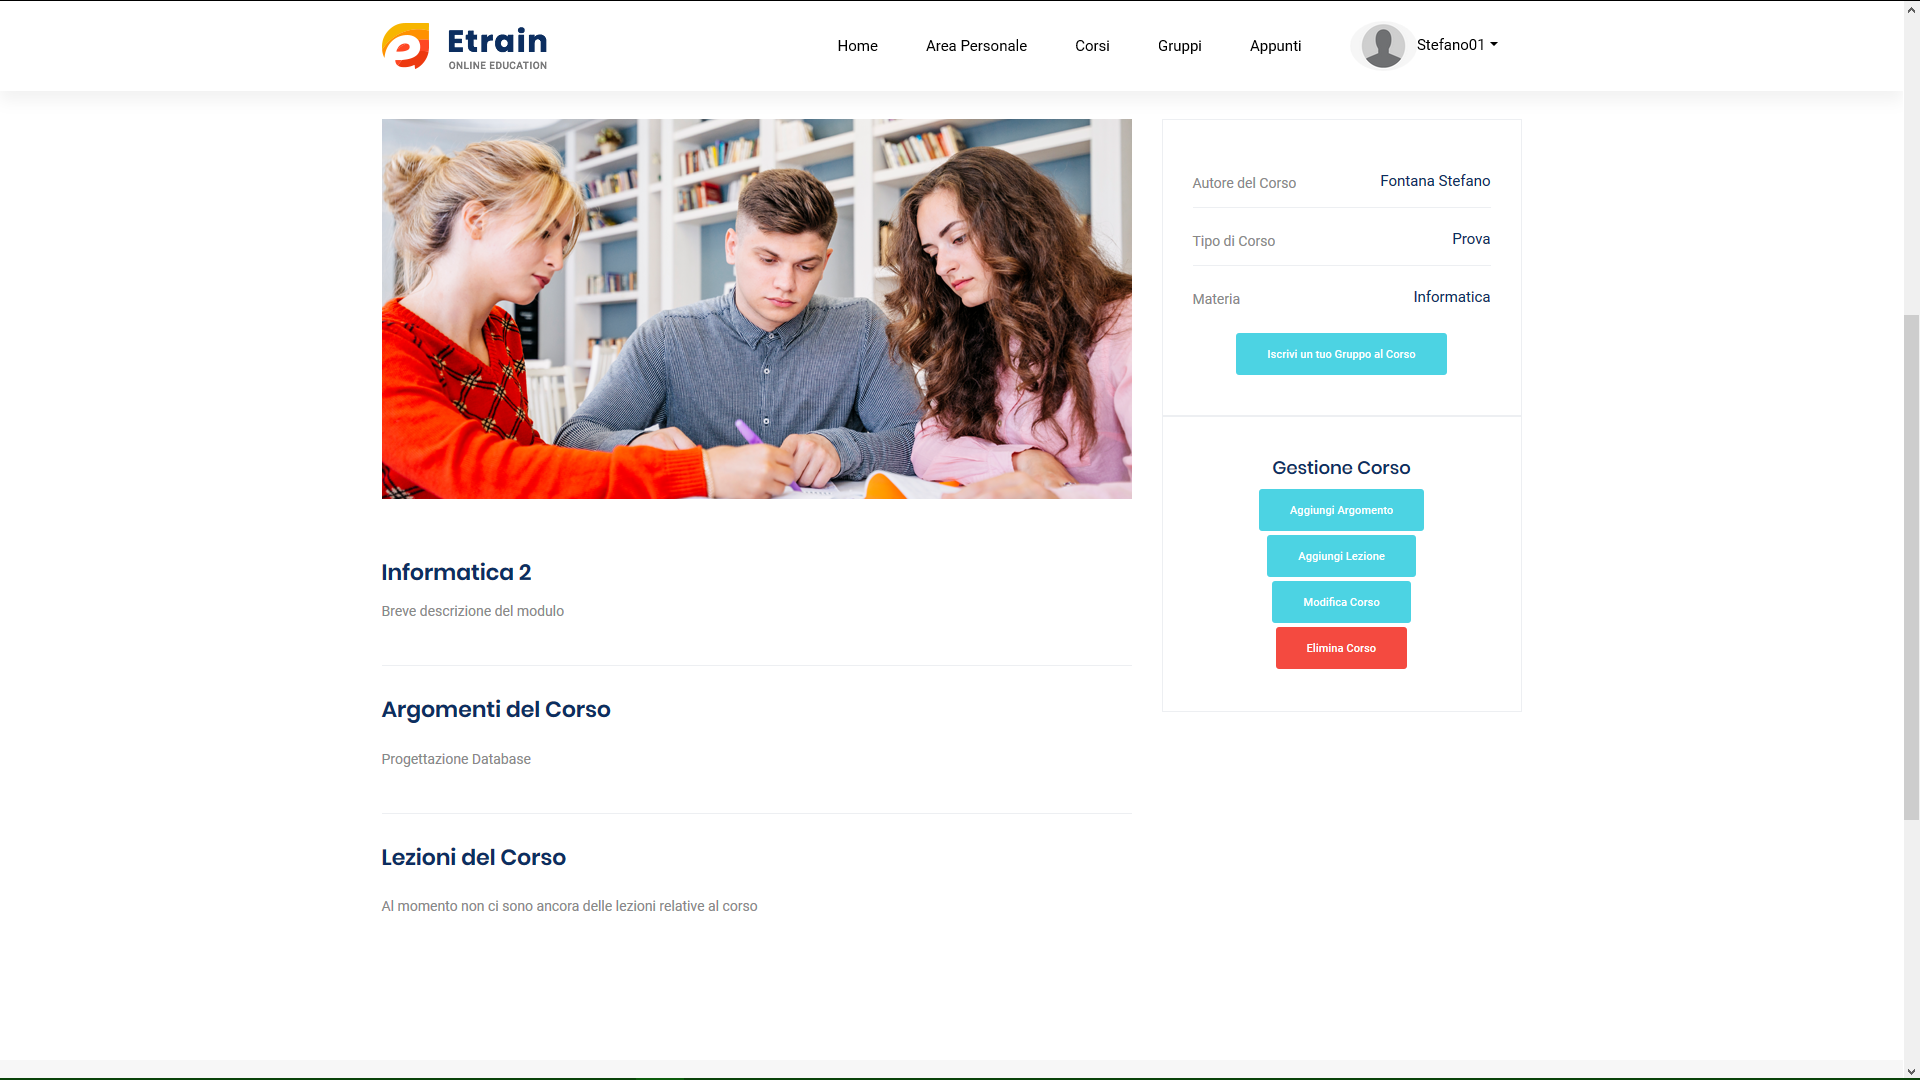 Etrain
ONLINE EDUCATION
Home
Area Personale
Corsi
Gruppi
Appunti
Stefano01
Autore del Corso
Fontana Stefano
Tipo di Corso
Prova
Materia
Informatica
Iscrivi un tuo Gruppo al Corso
Gestione Corso
Aggiungi Argomento
Aggiungi Lezione
Modifica Corso
Elimina Corso
Informatica 2
Breve descrizione del modulo
Argomenti del Corso
Progettazione Database
Lezioni del Corso
Al momento non ci sono ancora delle lezioni relative al corso